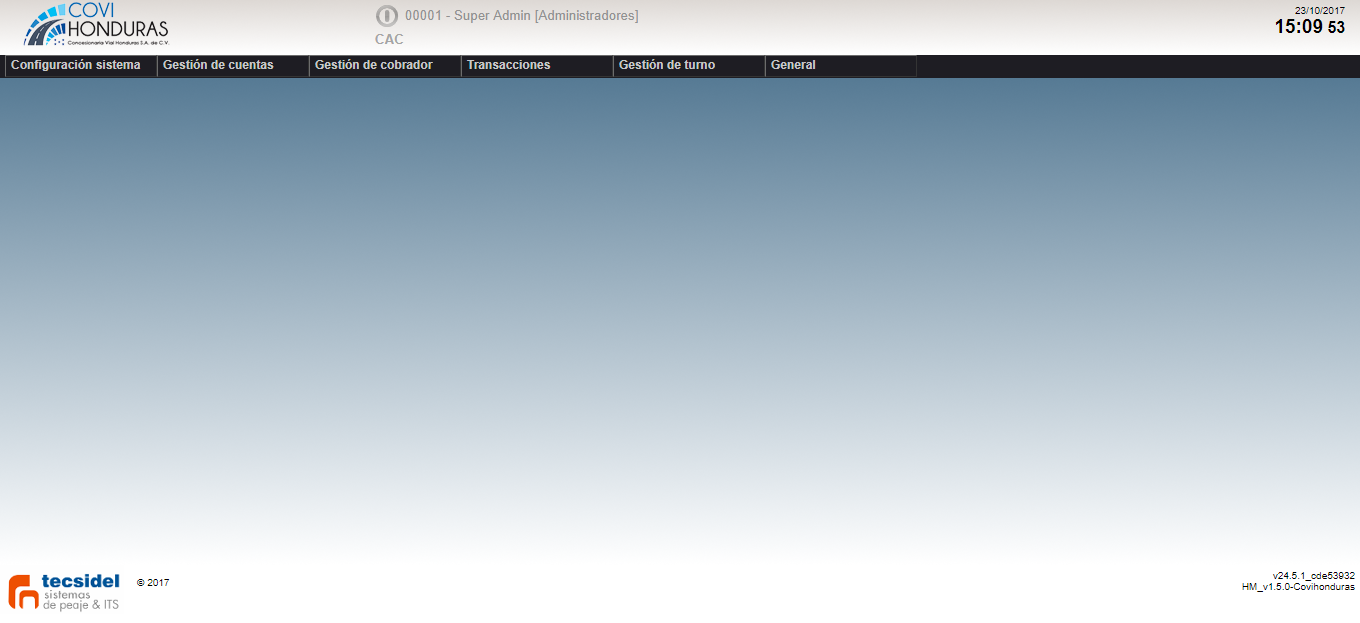 COVI
HONDURAS
Concesionaria Vial Honduras S.A. de C.V.
00001 - Super Admin [Administradores]
CAC
23/10/2017
15:09 53
Configuración sistema Gestión de cuentas Gestión de cobrador Transacciones Gestión de turno General
tecsidel
sistemas
de peaje & ITS
© 2017
v24.5.1_cde53932
HM_v1.5.0-Covihonduras